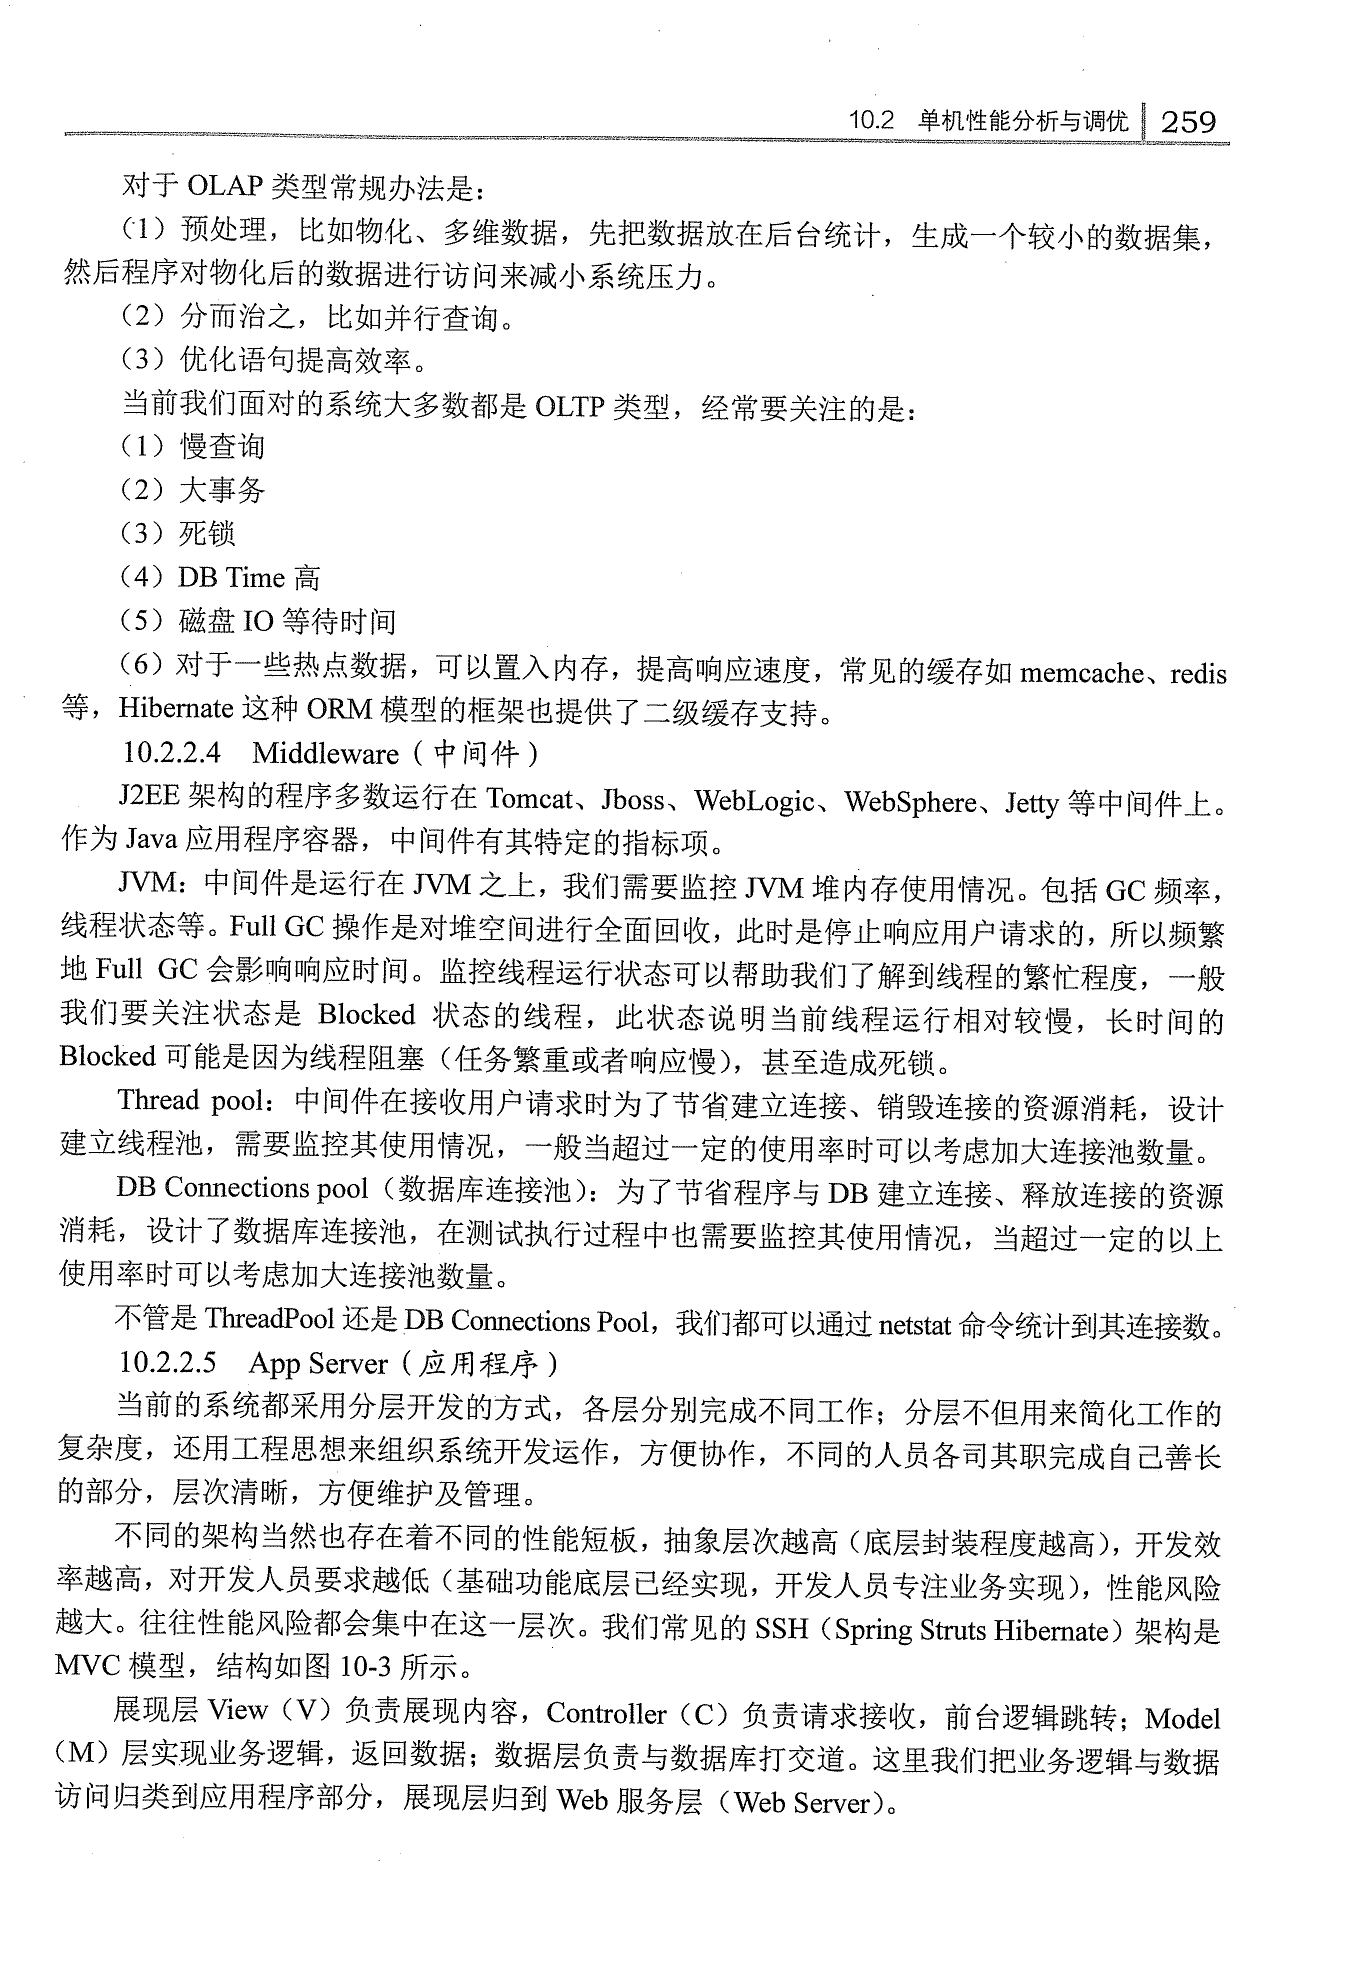 10.2 单机性能分析与调优 259
对于 OLAP 类型常规办法是：
（1）预处理，比如物化、多维数据，先把数据放在后台统计，生成一个较小的数据集，
然后程序对物化后的数据进行访问来减小系统压力。
（2）分而治之，比如并行查询。
（3）优化语句提高效率。
当前我们面对的系统大多数都是 OLTP 类型，经常要关注的是：
（1）慢查询
（2）大事务
（3）死锁
（4）DB Time 高
（5）磁盘 IO 等待时间
（6）对于一些热点数据，可以置入内存，提高响应速度，常见的缓存如 memcache、redis
等，Hibernate 这种 ORM 模型的框架也提供了二级缓存支持。
10.2.2.4 Middleware（中间件）
J2EE 架构的程序多数运行在 Tomcat、Jboss、WebLogic、WebSphere、Jetty 等中间件上。
作为 Java 应用程序容器，中间件有其特定的指标项。
JVM：中间件是运行在 JVM 之上，我们需要监控 JVM 堆内存使用情况。包括 GC 频率，
线程状态等。Full GC 操作是对堆空间进行全面回收，此时是停止响应用户请求的，所以频繁
地 Full GC 会影响响应时间。监控线程运行状态可以帮助我们了解到线程的繁忙程度，一般
我们要关注状态是 Blocked 状态的线程，此状态说明当前线程运行相对较慢，长时间的
Blocked 可能是因为线程阻塞（任务繁重或者响应慢），甚至造成死锁。
Thread pool：中间件在接收用户请求时为了节省建立连接、销毁连接的资源消耗，设计
建立线程池，需要监控其使用情况，一般当超过一定的使用率时可以考虑加大连接池数量。
DB Connections pool（数据库连接池）：为了节省程序与 DB 建立连接、释放连接的资源
消耗，设计了数据库连接池，在测试执行过程中也需要监控其使用情况，当超过一定的以上
使用率时可以考虑加大连接池数量。
不管是 ThreadPool 还是 DB Connections Pool，我们都可以通过 netstat 命令统计到其连接数。
10.2.2.5 App Server（应用程序）
当前的系统都采用分层开发的方式，各层分别完成不同工作；分层不但用来简化工作的
复杂度，还用工程思想来组织系统开发运作，方便协作，不同的人员各司其职完成自己善长
的部分，层次清晰，方便维护及管理。
不同的架构当然也存在着不同的性能短板，抽象层次越高（底层封装程度越高），开发效
率越高，对开发人员要求越低（基础功能底层已经实现，开发人员专注业务实现），性能风险
越大。往往性能风险都会集中在这一层次。我们常见的 SSH（Spring Struts Hibernate）架构是
MVC 模型，结构如图 10-3 所示。
展现层 View（V）负责展现内容，Controller（C）负责请求接收，前台逻辑跳转；Model
（M）层实现业务逻辑，返回数据；数据层负责与数据库打交道。这里我们把业务逻辑与数据
访问归类到应用程序部分，展现层归到 Web 服务层（Web Server）。